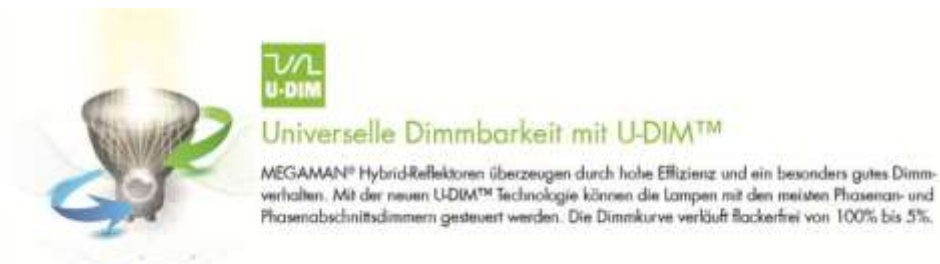 U-DIM
Universelle Dimmbarkeit mit U-DIM™
MEGAMAN® Hybrid-Reflektoren überzeugen durch hohe Effizienz und ein besonders gutes Dimm-
verhalten. Mit der neuen U-DIM™ Technologie können die Lampen mit den meisten Phasenan- und
Phasenabschnittsdimmern gesteuert werden. Die Dimmkurve verläuft flackerfrei von 100% bis 5%.